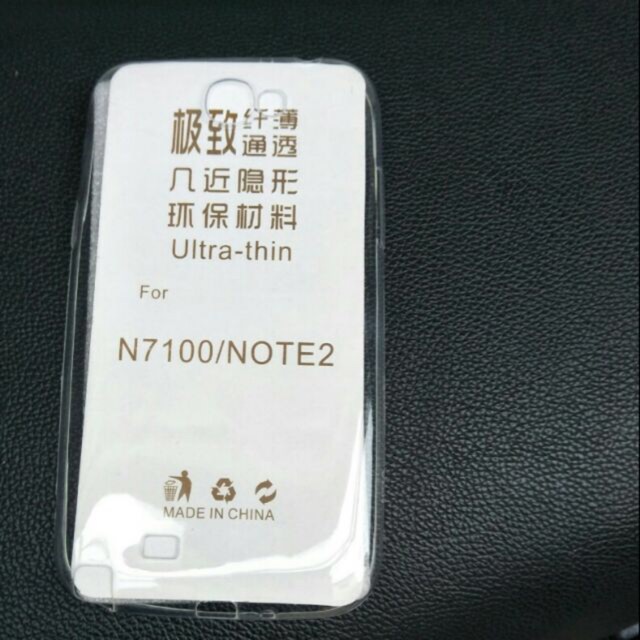 极致纤薄
通透
几近隐形
环保材料
Ultra-thin
For
N7100/NOTE2
MADE IN CHINA